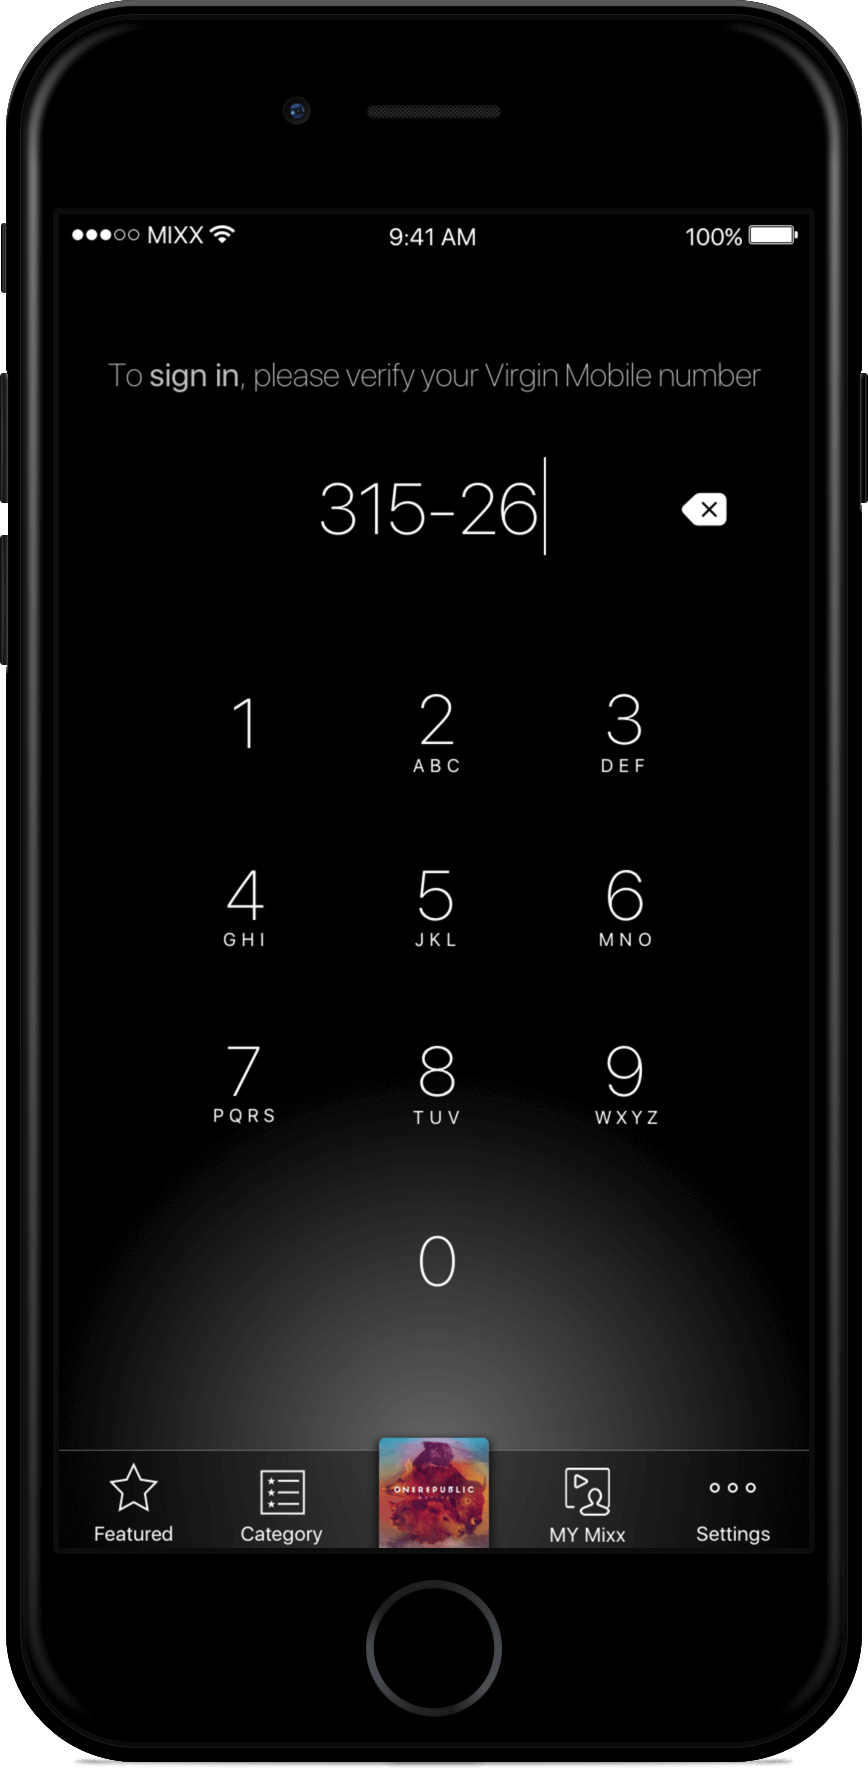 MIXX 9:41 AM 100%
To sign in, please verify your Virgin Mobile number
315-26
1 2 3
ABC DEF
4 5 6
GHI JKL MNO
7 8 9
PQRS TUV WXYZ
0
ONEREPUBLIC
Featured Category MY Mixx Settings